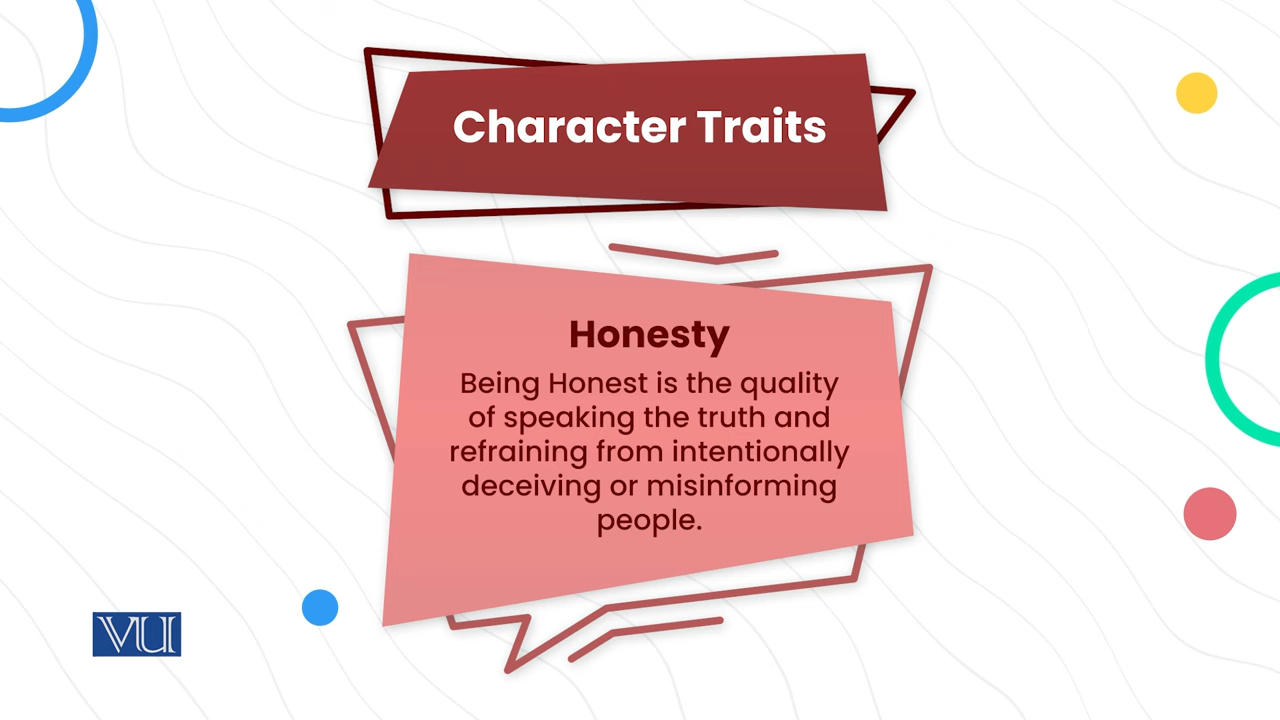 Character Traits
Honesty
Being Honest is the quality
of speaking the truth and
refraining from intentionally
deceiving or misinforming
people.
VU